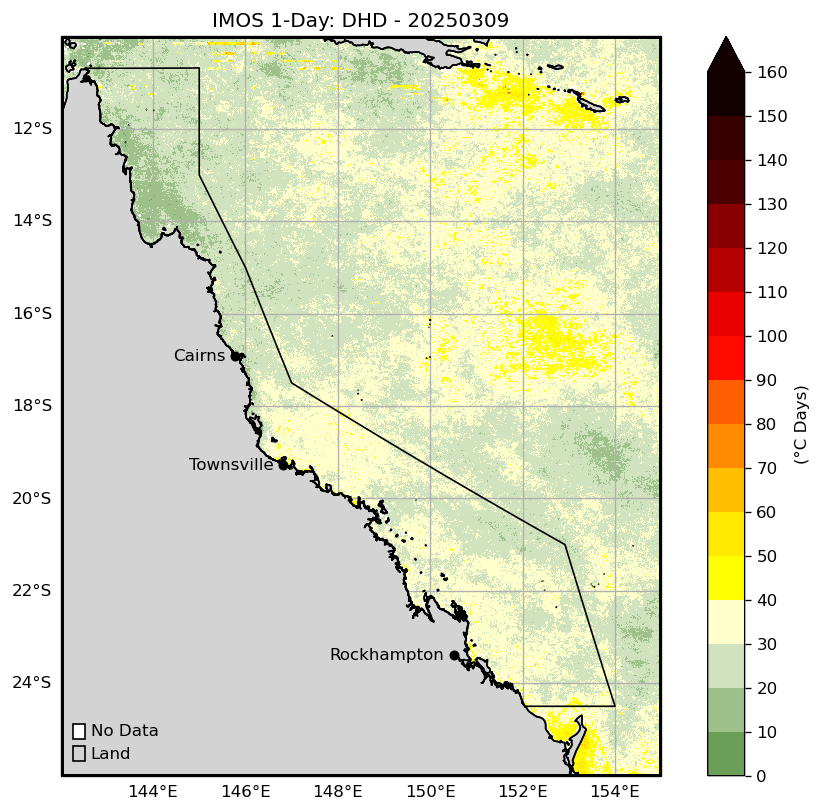 IMOS 1-Day: DHD - 20250309
12°S
14°S
16°S
18°S
20°S
22°S
24°S
Cairns
Townsville
Rockhampton
No Data
Land
144°E 146°E 148°E 150°E 152°E 154°E
160
150
140
130
120
110
100
90
80
70
60
50
40
30
20
10
0
(°C Days)